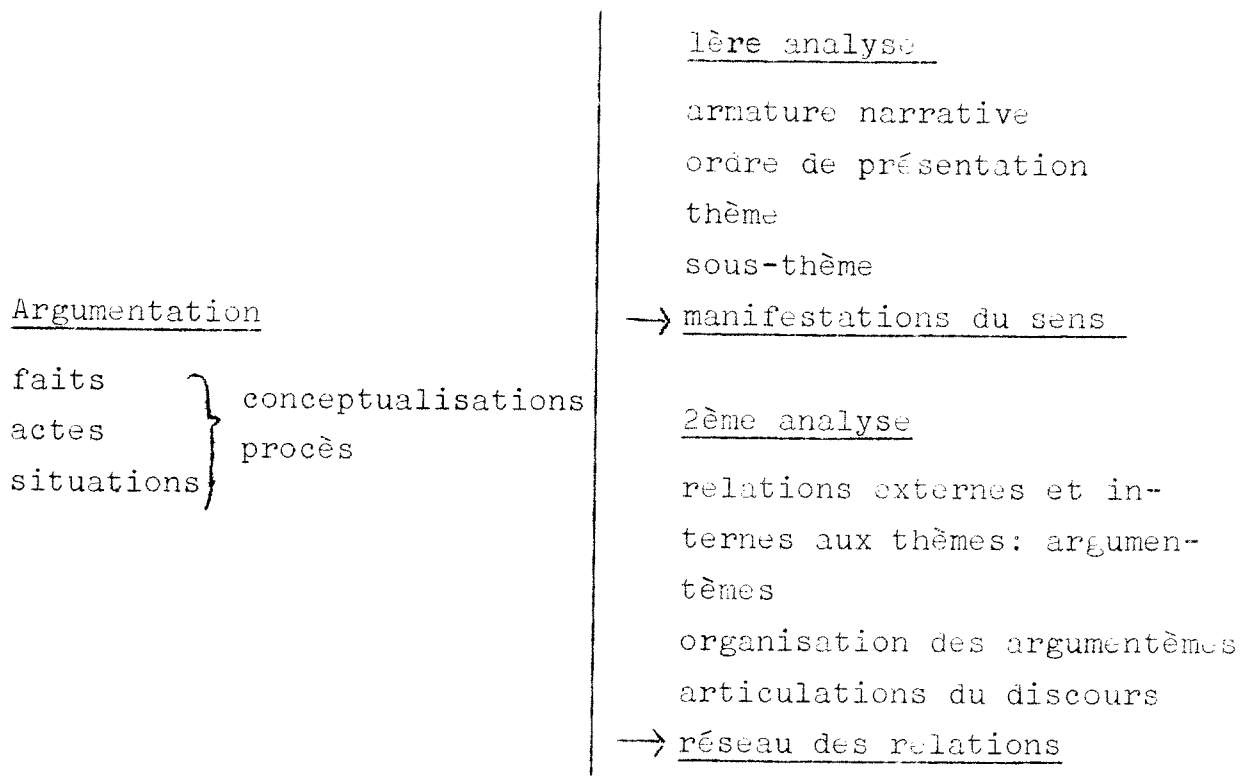 Argumentation
faits
actes
situations
conceptualisations
procès
1ère analyse
armature narrative
ordre de présentation
thème
sous-thème
→ manifestations du sens
2ème analyse
relations externes et in-
ternes aux thèmes: argumen-
tèmes
organisation des argumentèmes
articulations du discours
→ réseau des relations